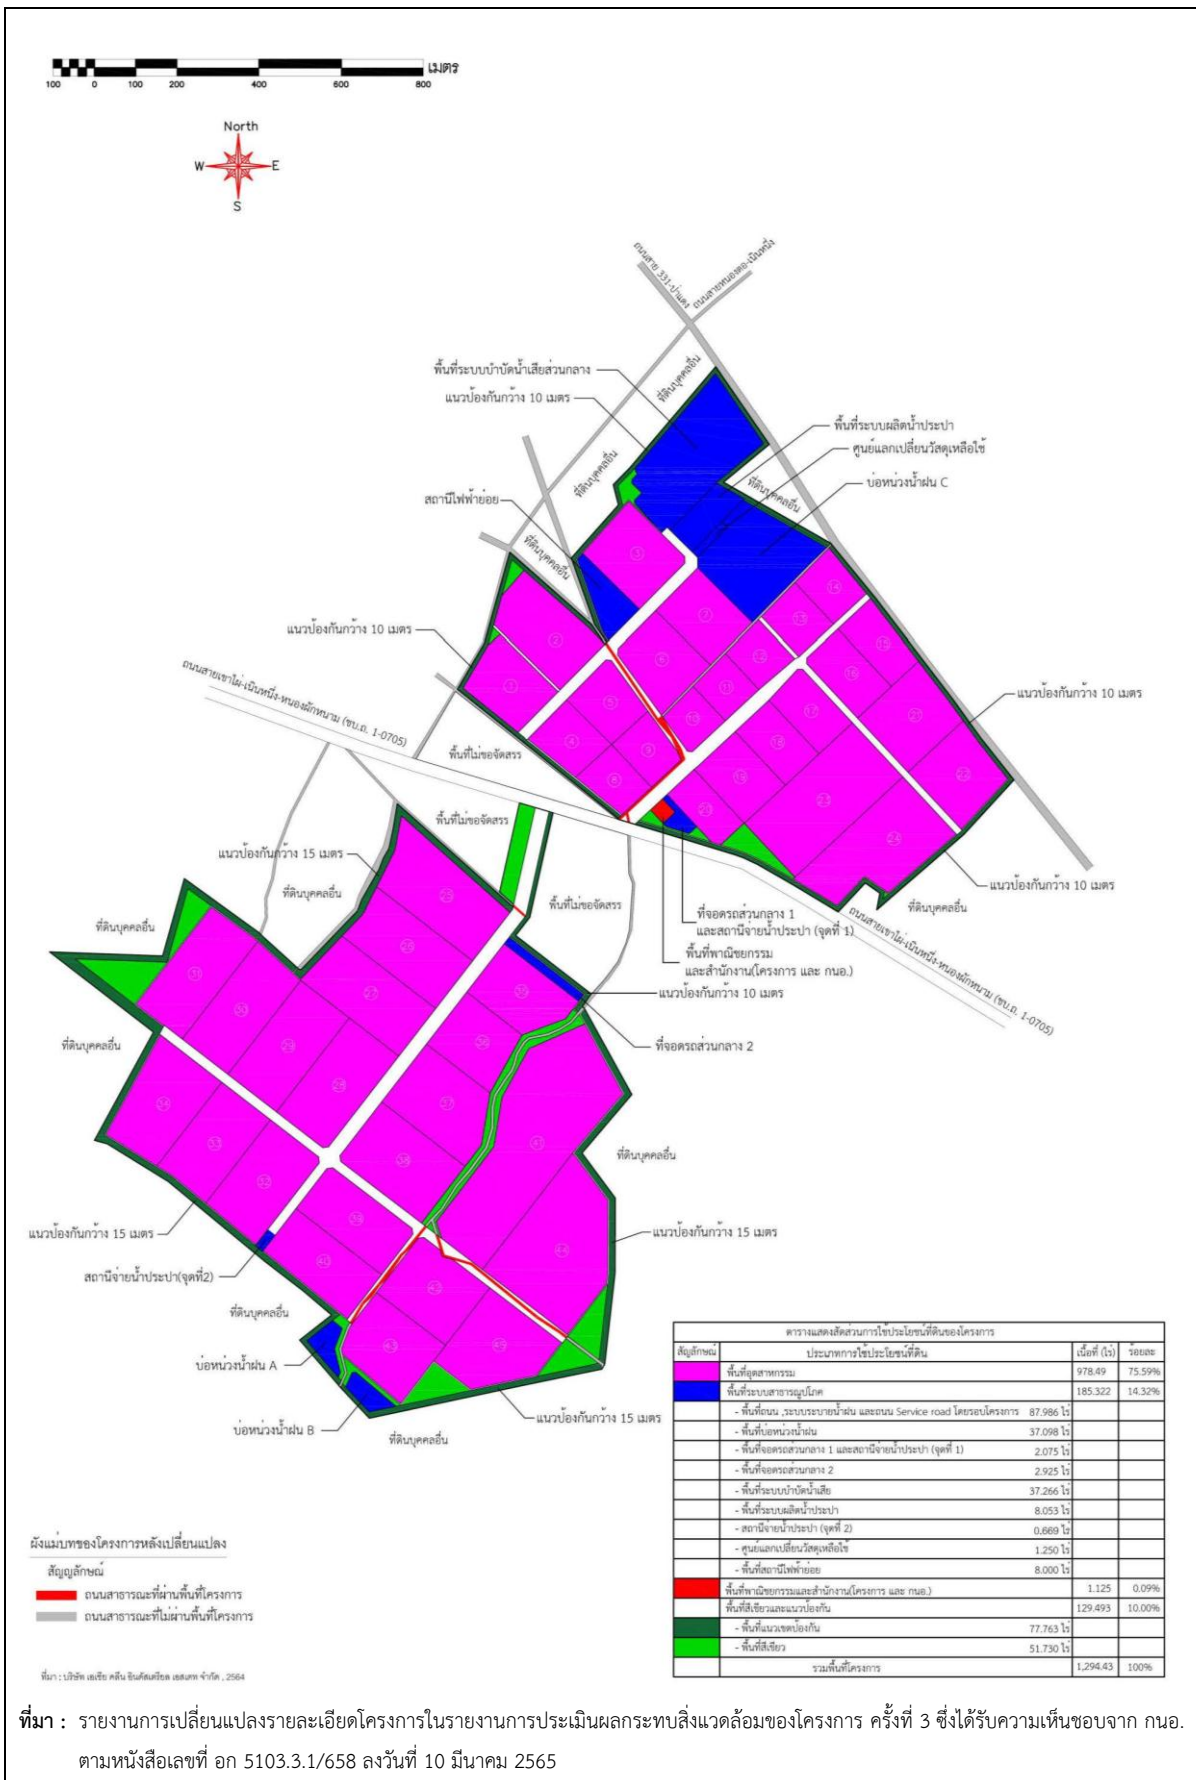 เมตร
100 0 100 200 400 600 800
North
W E
S
ถนนสาย 331-ป่าแดง
ถนนสายหนองคอ-เนินหนึ่ง
พื้นที่ระบบบำบัดน้ำเสียส่วนกลาง
แนวป้องกันกว้าง 10 เมตร
ที่ดินบุคคลอื่น
พื้นที่ระบบผลิตน้ำประปา
ศูนย์แลกเปลี่ยนวัสดุเหลือใช้
บ่อหน่วงน้ำฝน C
ที่ดินบุคคลอื่น
ที่ดินบุคคลอื่น
สถานีไฟฟ้าย่อย
ที่ดินบุคคลอื่น
แนวป้องกันกว้าง 10 เมตร
ถนนสายเขาไผ่-เนินหนึ่ง-หนองผักหนาม (ชบ.ถ. 1-0705)
แนวป้องกันกว้าง 10 เมตร
พื้นที่ไม่ขอจัดสรร
พื้นที่ไม่ขอจัดสรร
แนวป้องกันกว้าง 15 เมตร
ที่ดินบุคคลอื่น
พื้นที่ไม่ขอจัดสรร
แนวป้องกันกว้าง 10 เมตร
ที่ดินบุคคลอื่น
ที่จอดรถส่วนกลาง 1
และสถานีจ่ายน้ำประปา (จุดที่ 1)
พื้นที่พาณิชยกรรม
และสำนักงาน(โครงการ และ กนอ.)
ถนนสายเขาไผ่-เนินหนึ่ง-หนองผักหนาม (ชบ.ถ. 1-0705)
แนวป้องกันกว้าง 10 เมตร
ที่จอดรถส่วนกลาง 2
ที่ดินบุคคลอื่น
ที่ดินบุคคลอื่น
ที่ดินบุคคลอื่น
แนวป้องกันกว้าง 15 เมตร
แนวป้องกันกว้าง 15 เมตร
สถานีจ่ายน้ำประปา(จุดที่2)
ที่ดินบุคคลอื่น
บ่อหน่วงน้ำฝน A
บ่อหน่วงน้ำฝน B
แนวป้องกันกว้าง 15 เมตร
ที่ดินบุคคลอื่น
ตารางแสดงสัดส่วนการใช้ประโยชน์ที่ดินของโครงการ
สัญลักษณ์ ประเภทการใช้ประโยชน์ที่ดิน เนื้อที่ (ไร่) ร้อยละ
พื้นที่อุตสาหกรรม 978.49 75.59%
พื้นที่ระบบสาธารณูปโภค 185.322 14.32%
- พื้นที่ถนน ,ระบบระบายน้ำฝน และถนน Service road โดยรอบโครงการ 87.986 ไร่
- พื้นที่บ่อหน่วงน้ำฝน 37.098 ไร่
- พื้นที่จอดรถส่วนกลาง 1 และสถานีจ่ายน้ำประปา (จุดที่ 1) 2.075 ไร่
- พื้นที่จอดรถส่วนกลาง 2 2.925 ไร่
- พื้นที่ระบบบำบัดน้ำเสีย 37.266 ไร่
- พื้นที่ระบบผลิตน้ำประปา 8.053 ไร่
- สถานีจ่ายน้ำประปา (จุดที่ 2) 0.669 ไร่
- ศูนย์แลกเปลี่ยนวัสดุเหลือใช้ 1.250 ไร่
- พื้นที่สถานีไฟฟ้าย่อย 8.000 ไร่
พื้นที่พาณิชยกรรมและสำนักงาน(โครงการ และ กนอ.) 1.125 0.09%
พื้นที่สีเขียวและแนวป้องกัน 129.493 10.00%
- พื้นที่แนวเขตป้องกัน 77.763 ไร่
- พื้นที่สีเขียว 51.730 ไร่
รวมพื้นที่โครงการ 1,294.43 100%
ผังแม่บทของโครงการหลังเปลี่ยนแปลง
สัญญลักษณ์
ถนนสาธารณะที่ผ่านพื้นที่โครงการ
ถนนสาธารณะที่ไม่ผ่านพื้นที่โครงการ
ที่มา : บริษัท เอเชีย คลีน อินดัสเตรียล เอสเตท จำกัด , 2564
ที่มา : รายงานการเปลี่ยนแปลงรายละเอียดโครงการในรายงานการประเมินผลกระทบสิ่งแวดล้อมของโครงการ ครั้งที่ 3 ซึ่งได้รับความเห็นชอบจาก กนอ.
ตามหนังสือเลขที่ อก 5103.3.1/658 ลงวันที่ 10 มีนาคม 2565